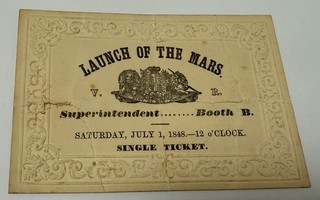 LAUNCH OF THE MARS.
V. R.
Superintendent........Booth B.
SATURDAY, JULY 1, 1848.—12 O'CLOCK.
SINGLE TICKET.